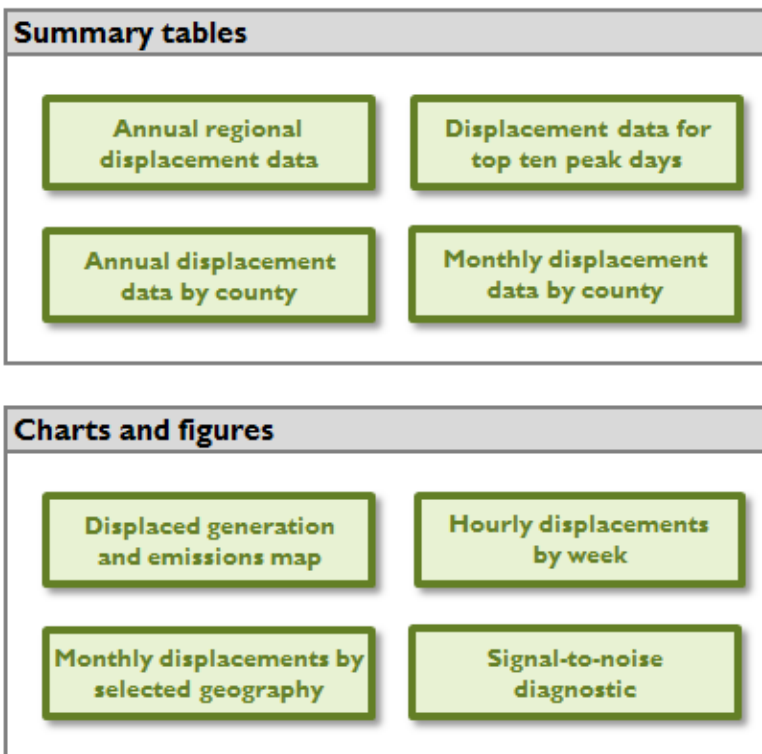 Summary tables
Annual regional
displacement data
Displacement data for
top ten peak days
Annual displacement
data by county
Monthly displacement
data by county
Charts and figures
Displaced generation
and emissions map
Hourly displacements
by week
Monthly displacements by
selected geography
Signal-to-noise
diagnostic